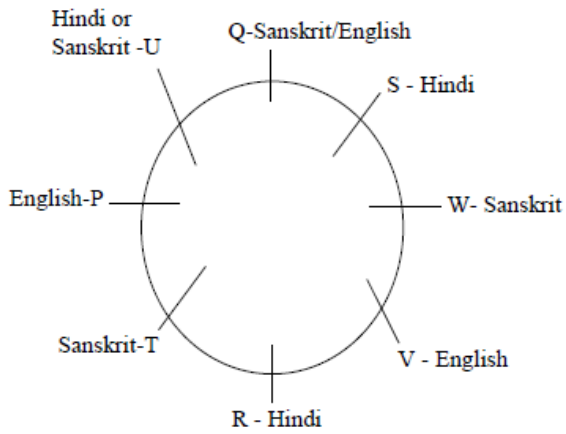 Hindi or
Sanskrit -U
Q-Sanskrit/English
S - Hindi
English-P
W- Sanskrit
Sanskrit-T
V - English
R - Hindi